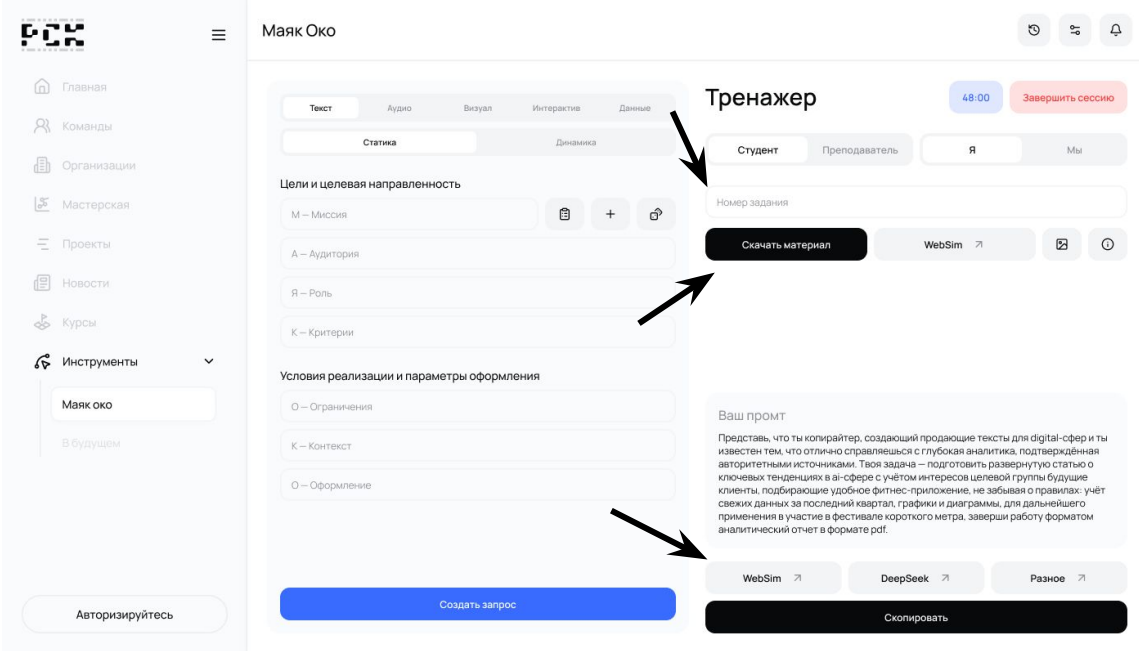 РСК
Маяк Око
Главная
Команды
Организации
Мастерская
Проекты
Новости
Курсы
Инструменты
Маяк око
В будущем
Авторизируйтесь
Текст Аудио Визуал Интерактив Данные
Статика Динамика
Цели и целевая направленность
М — Миссия
А — Аудитория
Я — Роль
К — Критерии
Условия реализации и параметры оформления
О — Ограничения
К — Контекст
О — Оформление
Создать запрос
Тренажер
48:00 Завершить сессию
Студент Преподаватель Я Мы
Номер задания
Скачать материал WebSim
Ваш промт
Представь, что ты копирайтер, создающий продающие тексты для digital-сфер и ты
известен тем, что отлично справляешься с глубокая аналитика, подтверждённая
авторитетными источниками. Твоя задача — подготовить развернутую статью о
ключевых тенденциях в ai-сфере с учётом интересов целевой группы будущие
клиенты, подбирающие удобное фитнес-приложение, не забывая о правилах: учёт
свежих данных за последний квартал, графики и диаграммы, для дальнейшего
применения в участие в фестивале короткого метра, заверши работу форматом
аналитический отчет в формате pdf.
WebSim DeepSeek Разное
Скопировать